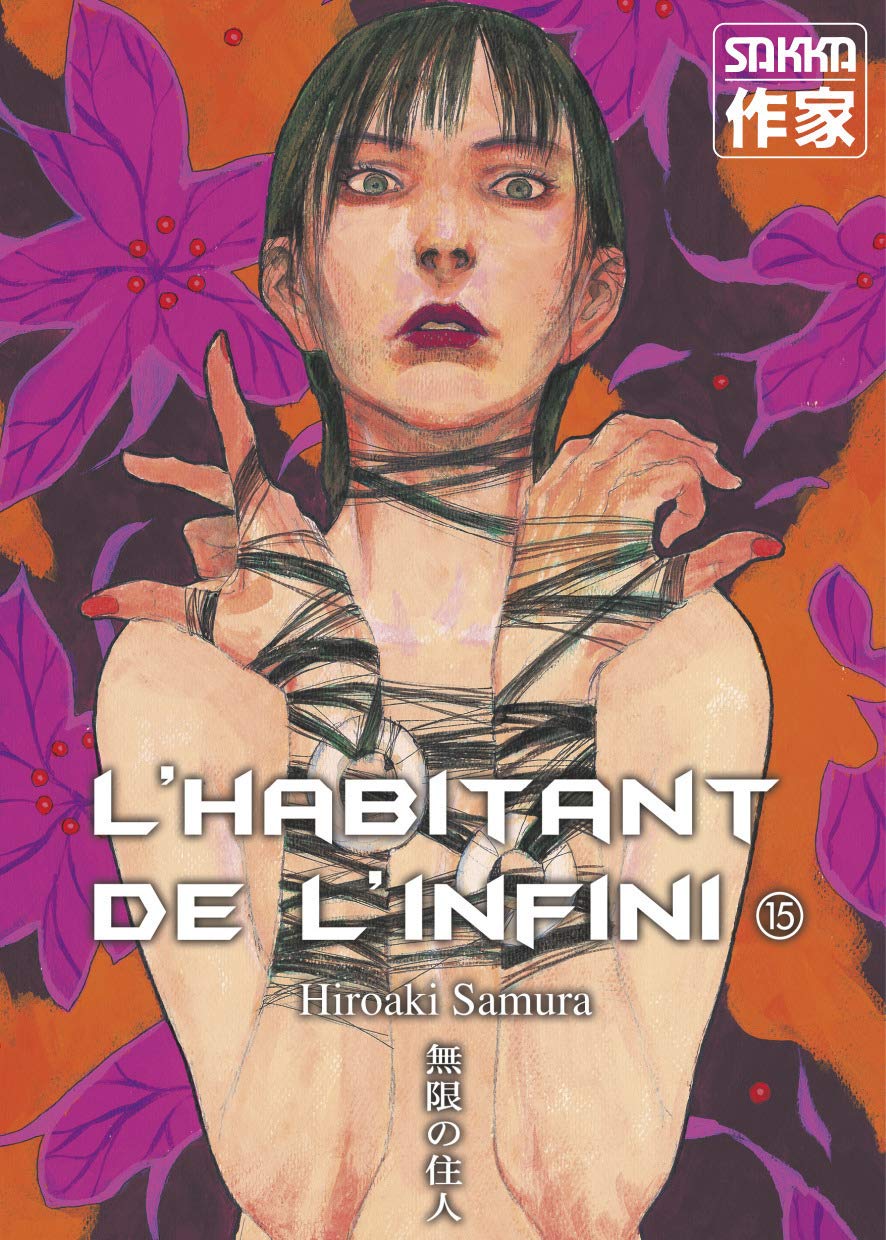 SAKKA
作家
L'HABITANT
DE L'INFINI 15
Hiroaki Samura
無限の住人